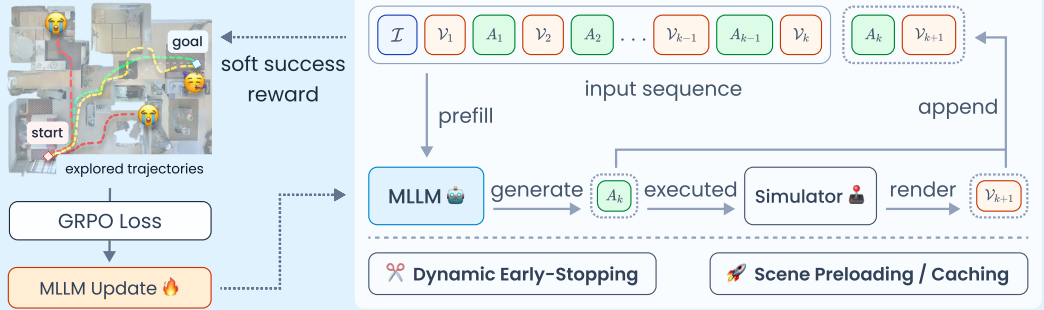 goal
start
explored trajectories
soft success
reward
GRPO Loss
MLLM Update
I V₁ A₁ V₂ A₂ ... Vₖ₋₁ Aₖ₋₁ Vₖ Aₖ Vₖ₊₁
input sequence
prefill
append
MLLM generate Aₖ executed Simulator render Vₖ₊₁
Dynamic Early-Stopping
Scene Preloading / Caching